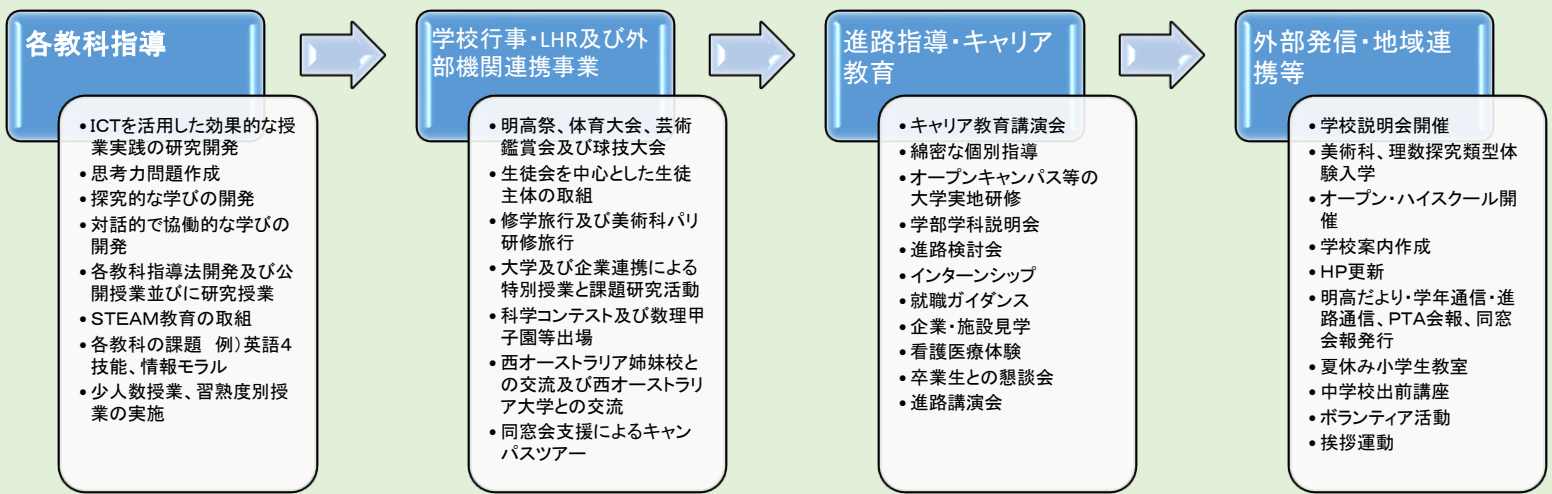 各教科指導
•ICTを活用した効果的な授
業実践の研究開発
•思考力問題作成
•探究的な学びの開発
•対話的で協働的な学びの
開発
•各教科指導法開発及び公
開授業並びに研究授業
•STEAM教育の取組
•各教科の課題　例）英語４
技能、情報モラル
•少人数授業、習熟度別授
業の実施
学校行事・LHR及び外
部機関連携事業
•明高祭、体育大会、芸術
鑑賞会及び球技大会
•生徒会を中心とした生徒
主体の取組
•修学旅行及び美術科パリ
研修旅行
•大学及び企業連携による
特別授業と課題研究活動
•科学コンテスト及び数理甲
子園等出場
•西オーストラリア姉妹校と
の交流及び西オーストラリ
ア大学との交流
•同窓会支援によるキャン
パスツアー
進路指導・キャリア
教育
•キャリア教育講演会
•綿密な個別指導
•オープンキャンパス等の
大学実地研修
•学部学科説明会
•進路検討会
•インターンシップ
•就職ガイダンス
•企業・施設見学
•看護医療体験
•卒業生との懇談会
•進路講演会
外部発信・地域連
携等
•学校説明会開催
•美術科、理数探究類型体
験入学
•オープン・ハイスクール開
催
•学校案内作成
•HP更新
•明高だより・学年通信・進
路通信、PTA会報、同窓
会報発行
•夏休み小学生教室
•中学校出前講座
•ボランティア活動
•挨拶運動